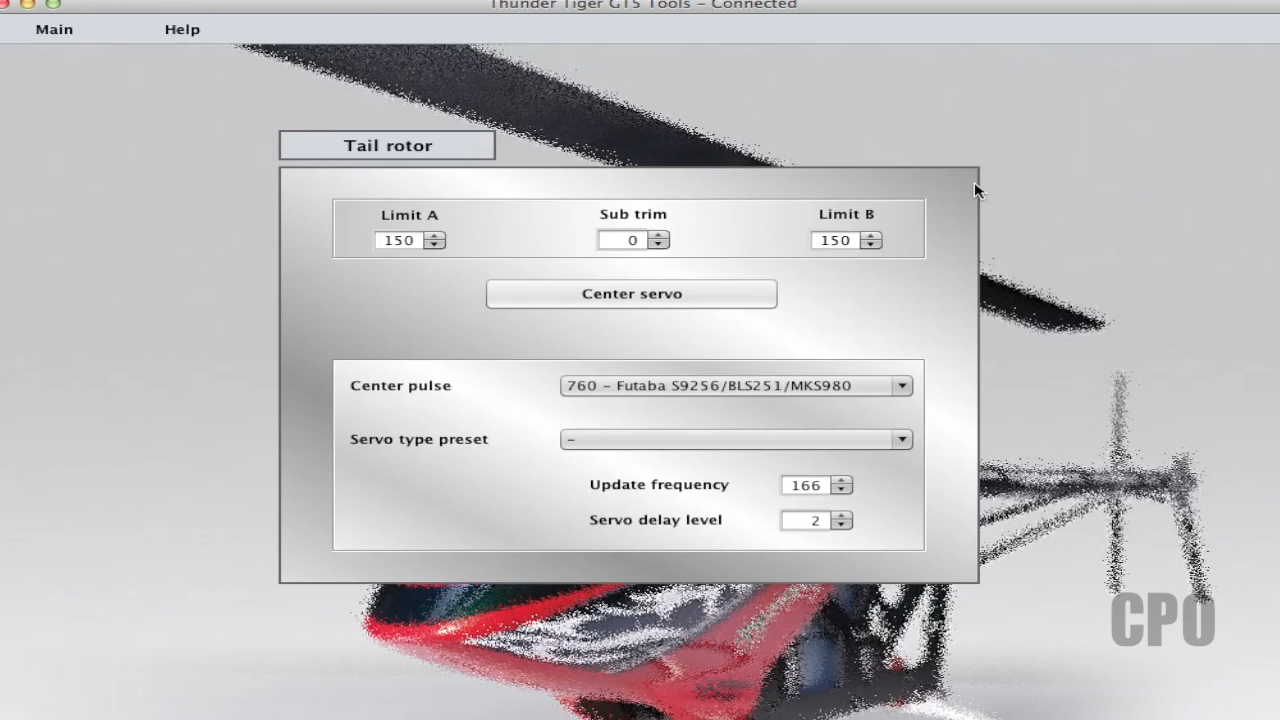 Thunder Tiger GT5 Tools – Connected
Main Help
Tail rotor
Limit A Sub trim Limit B
150 0 150
Center servo
Center pulse 760 – Futaba S9256/BLS251/MKS980
Servo type preset –
Update frequency 166
Servo delay level 2
CPO